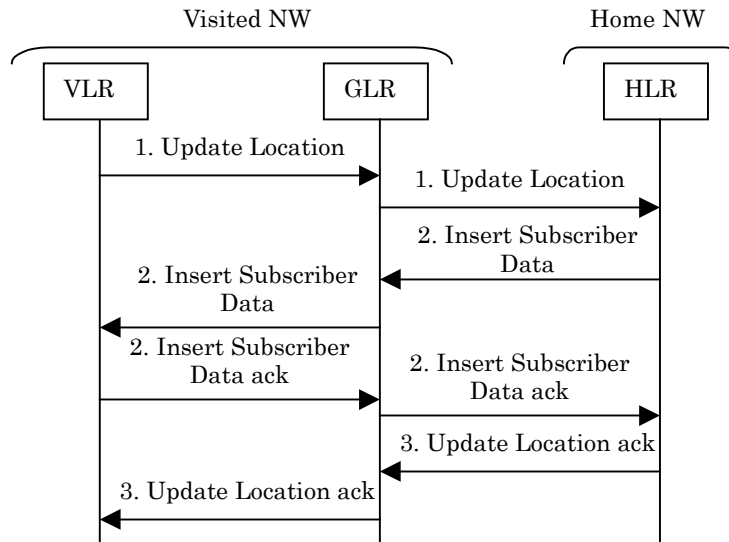 Visited NW
Home NW
VLR
GLR
HLR
1. Update Location
1. Update Location
2. Insert Subscriber
Data
2. Insert Subscriber
Data
2. Insert Subscriber
Data ack
2. Insert Subscriber
Data ack
3. Update Location ack
3. Update Location ack